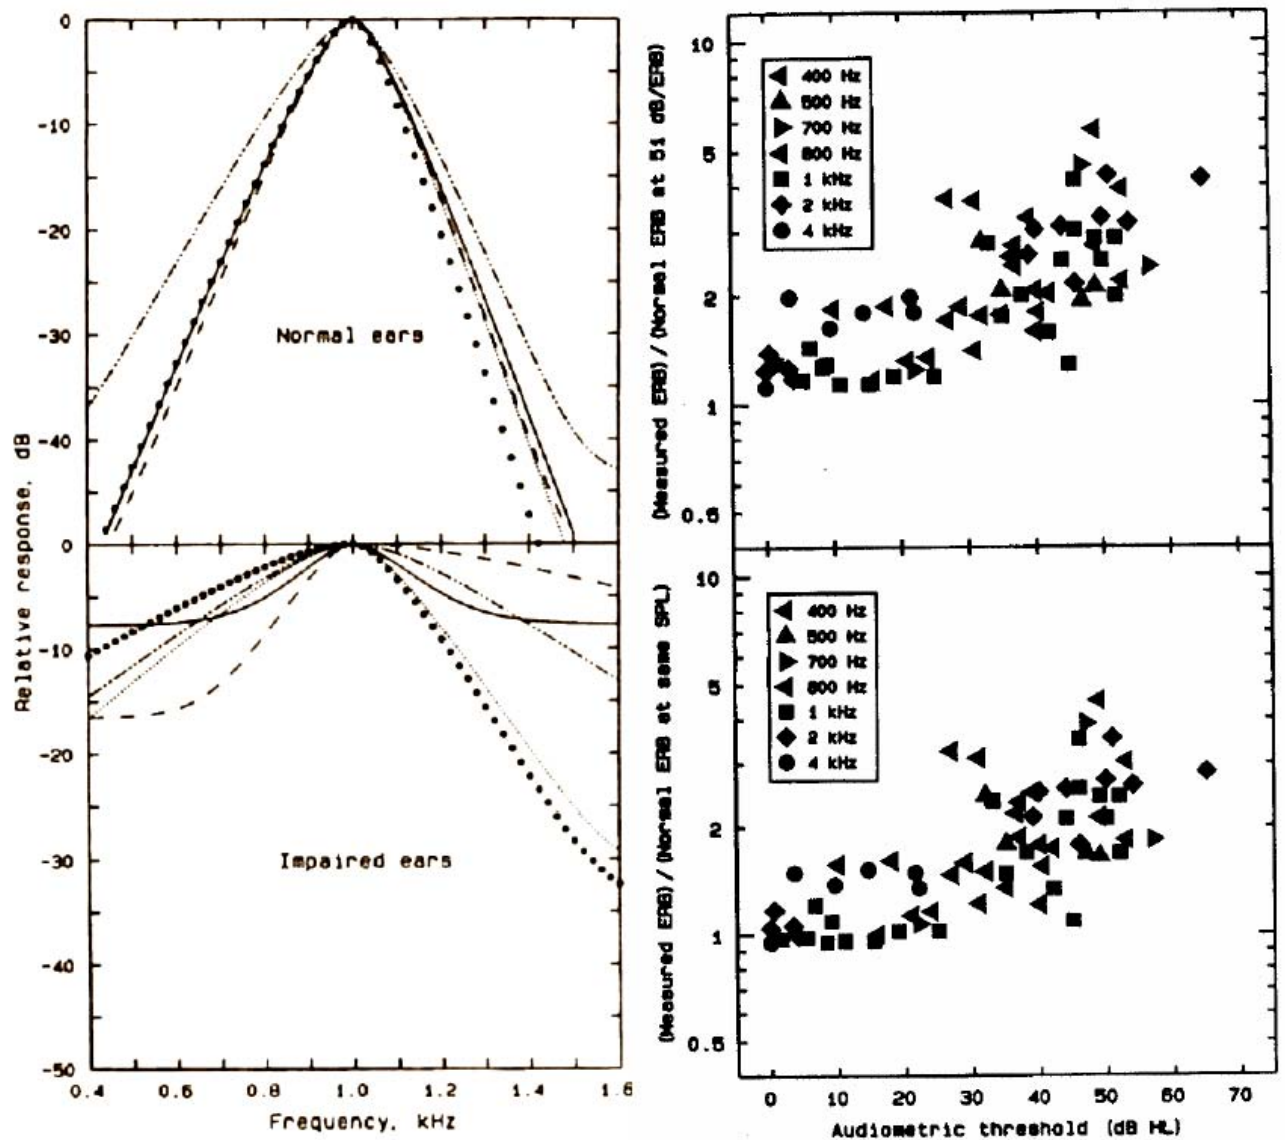 0
-10
-20
-30
-40
0
-10
-20
-30
-40
-50
Relative response, dB
Normal ears
Impaired ears
0.4 0.6 0.8 1.0 1.2 1.4 1.6
Frequency, kHz
(Measured ERB)/(Normal ERB at 51 dB/ERB)
10
5
2
1
0.5
400 Hz
500 Hz
700 Hz
800 Hz
1 kHz
2 kHz
4 kHz
(Measured ERB)/(Normal ERB at same SPL)
10
5
2
1
0.5
400 Hz
500 Hz
700 Hz
800 Hz
1 kHz
2 kHz
4 kHz
0 10 20 30 40 50 60 70
Audiometric threshold (dB HL)